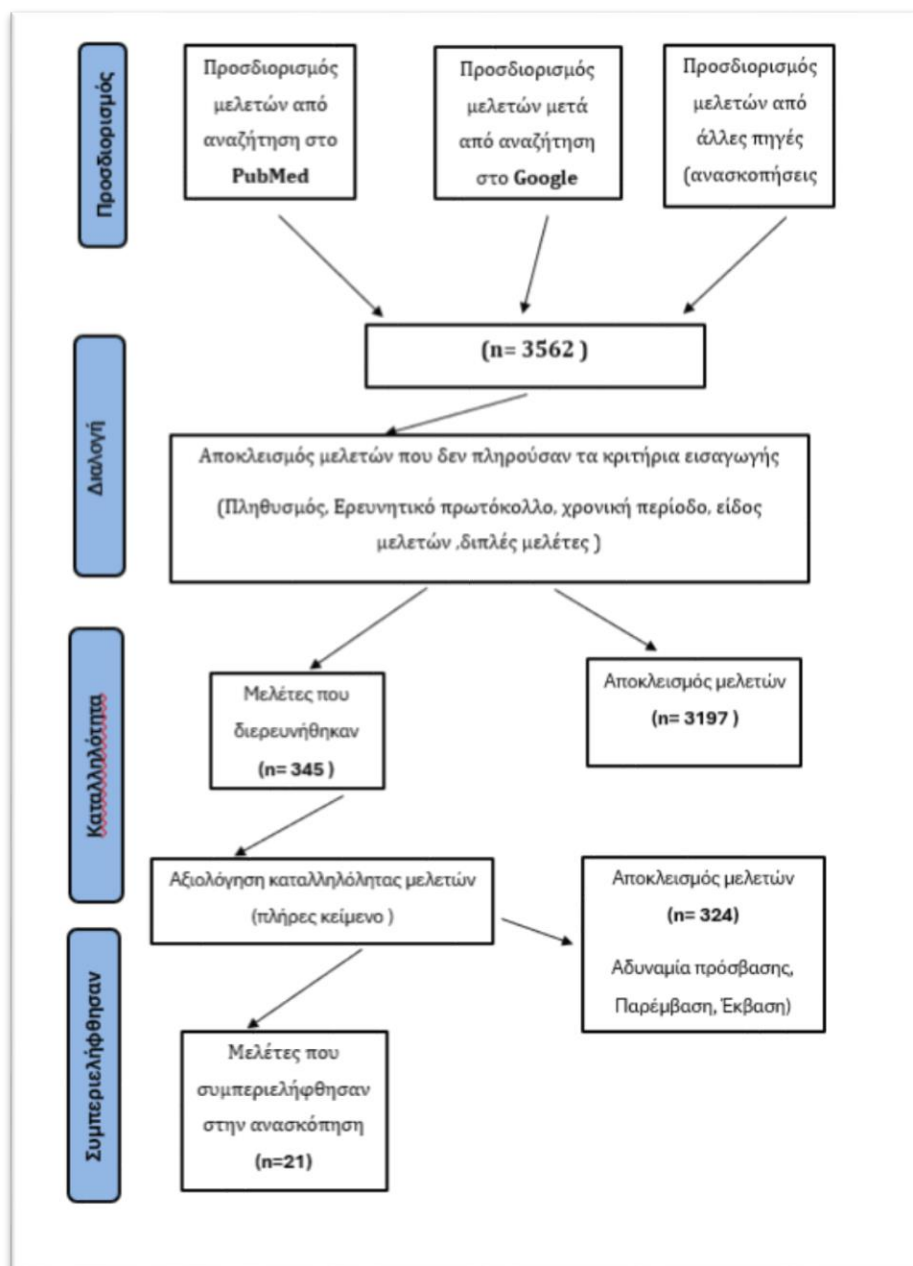 Προσδιορισμός
Προσδιορισμός
μελετών από
αναζήτηση στο
PubMed
Προσδιορισμός
μελετών μετά
από αναζήτηση
στο Google
Προσδιορισμός
μελετών από
άλλες πηγές
(ανασκοπήσεις
Διαλογή
(n= 3562 )
Αποκλεισμός μελετών που δεν πληρούσαν τα κριτήρια εισαγωγής
(Πληθυσμός, Ερευνητικό πρωτόκολλο, χρονική περίοδο, είδος
μελετών ,διπλές μελέτες )
Καταλληλότητα
Μελέτες που
διερευνήθηκαν
(n= 345 )
Αποκλεισμός μελετών
(n= 3197 )
Αξιολόγηση καταλληλόλητας μελετών
(πλήρες κείμενο )
Αποκλεισμός μελετών
(n= 324)
Αδυναμία πρόσβασης,
Παρέμβαση, Έκβαση)
Συμπεριελήφθησαν
Μελέτες που
συμπεριελήφθησαν
στην ανασκόπηση
(n=21)